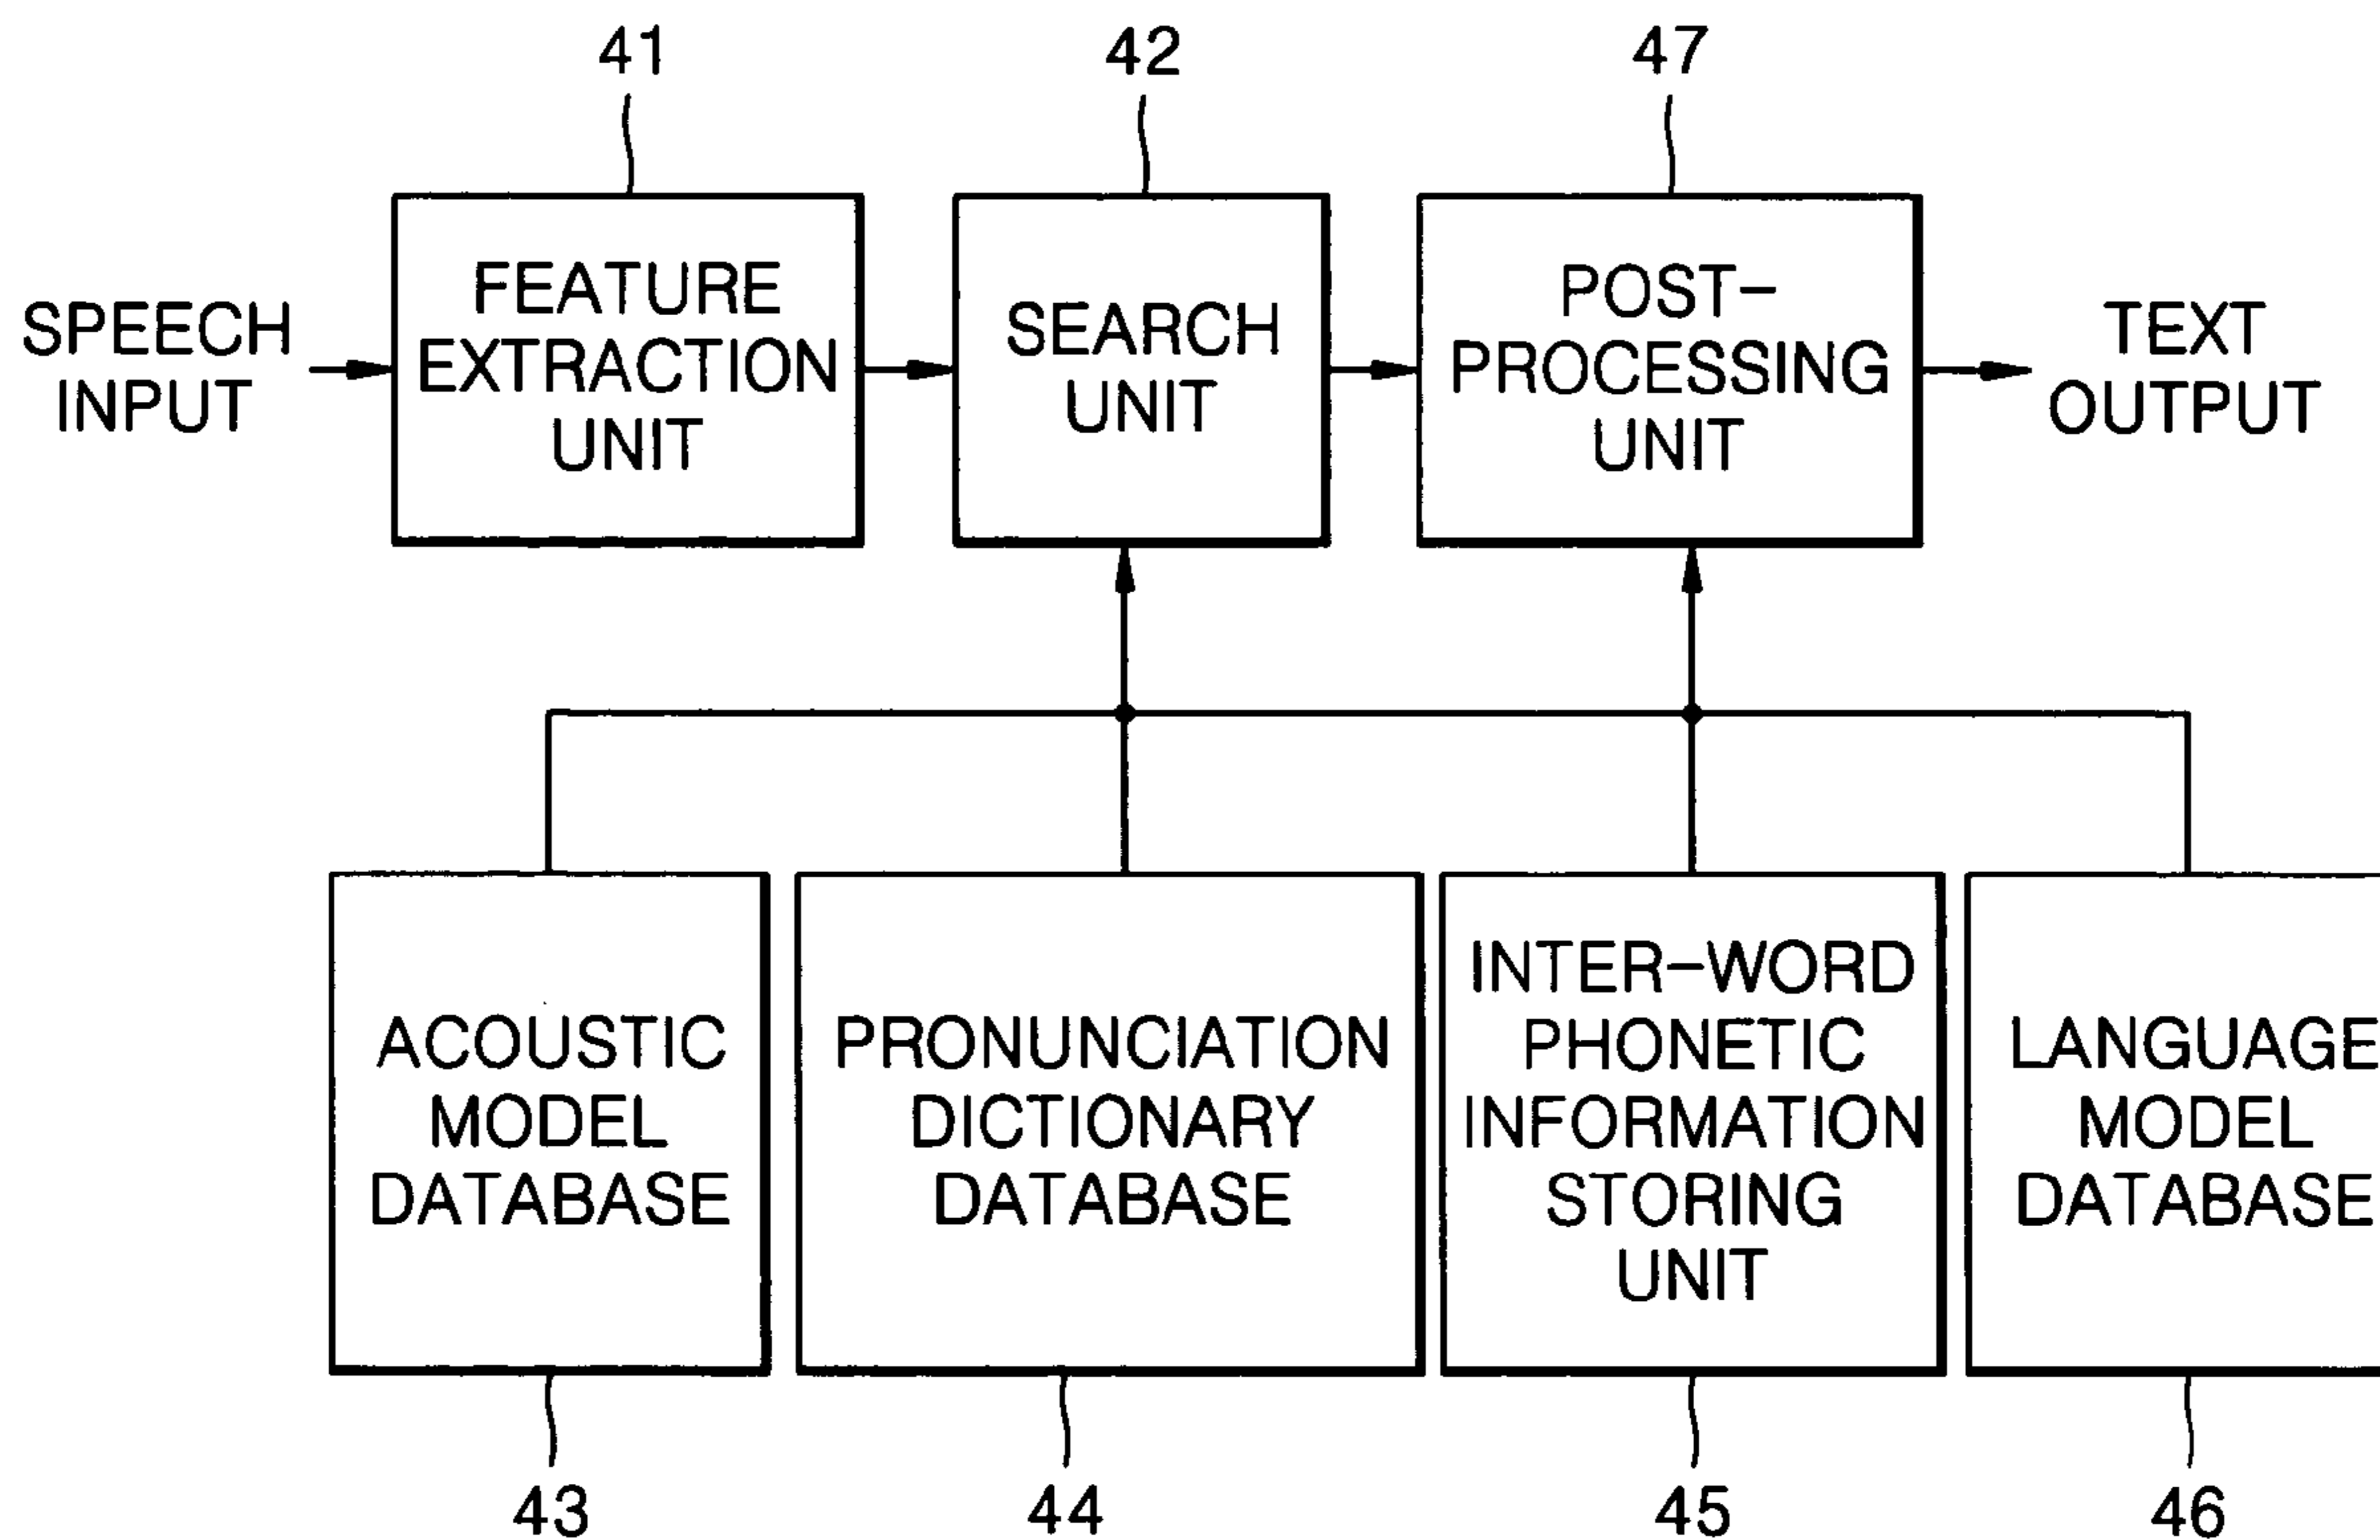 41
42
47
SPEECH
INPUT
FEATURE
EXTRACTION
UNIT
SEARCH
UNIT
POST-
PROCESSING
UNIT
TEXT
OUTPUT
ACOUSTIC
MODEL
DATABASE
PRONUNCIATION
DICTIONARY
DATABASE
INTER-WORD
PHONETIC
INFORMATION
STORING
UNIT
LANGUAGE
MODEL
DATABASE
43
44
45
46